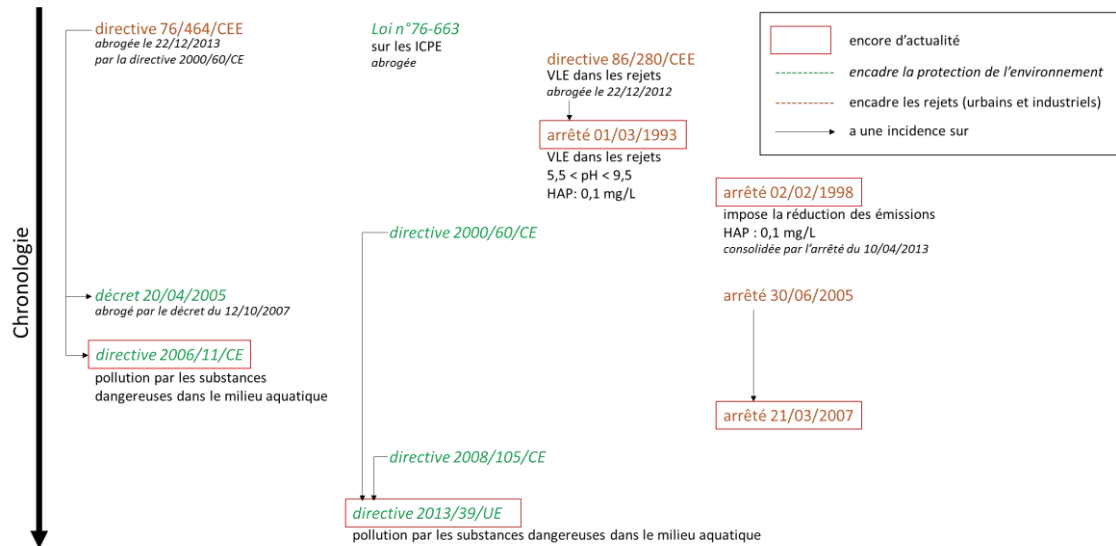 Chronologie
directive 76/464/CEE
abrogée le 22/12/2013
par la directive 2000/60/CE
Loi n°76-663
sur les ICPE
abrogée
directive 86/280/CEE
VLE dans les rejets
abrogée le 22/12/2012
arrêté 01/03/1993
VLE dans les rejets
5,5 < pH < 9,5
HAP: 0,1 mg/L
encore d'actualité
encadre la protection de l'environnement
encadre les rejets (urbains et industriels)
a une incidence sur
arrêté 02/02/1998
impose la réduction des émissions
HAP : 0,1 mg/L
consolidée par l'arrêté du 10/04/2013
directive 2000/60/CE
décret 20/04/2005
abrogé par le décret du 12/10/2007
arrêté 30/06/2005
directive 2006/11/CE
pollution par les substances
dangereuses dans le milieu aquatique
arrêté 21/03/2007
directive 2008/105/CE
directive 2013/39/UE
pollution par les substances dangereuses dans le milieu aquatique